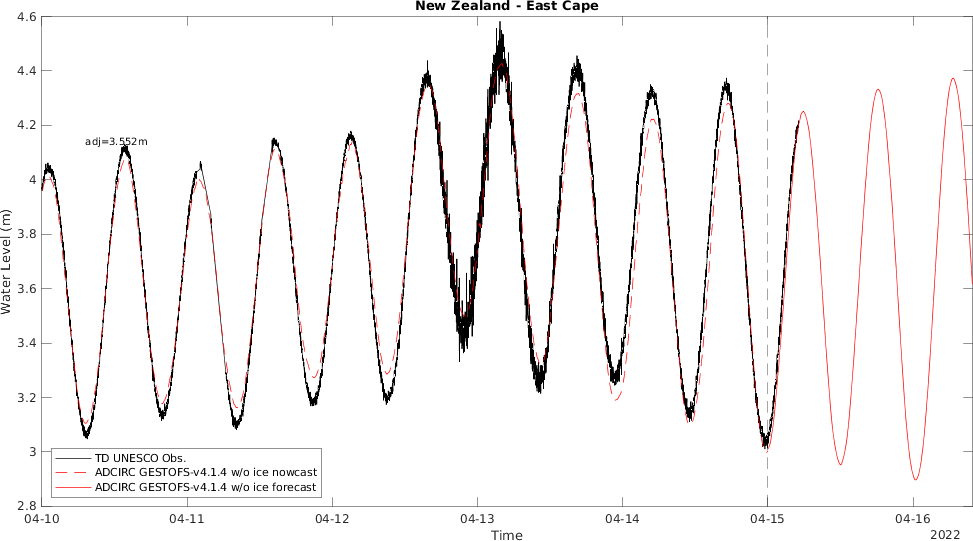 New Zealand - East Cape
4.6
4.4
4.2
4
3.8
3.6
3.4
3.2
3
2.8
Water Level (m)
adj=3.552m
TD UNESCO Obs.
ADCIRC GESTOFS-v4.1.4 w/o ice nowcast
ADCIRC GESTOFS-v4.1.4 w/o ice forecast
04-10 04-11 04-12 04-13 04-14 04-15 04-16
Time
2022